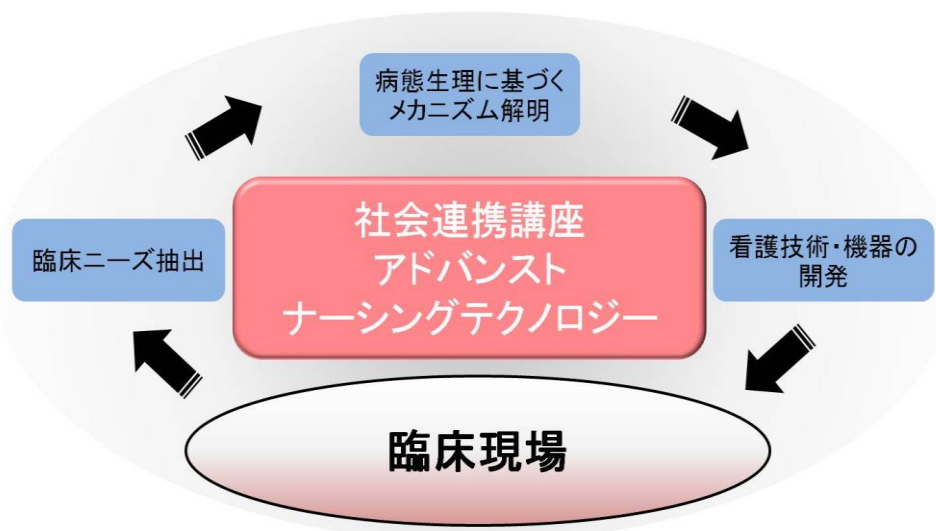 病態生理に基づく
メカニズム解明
社会連携講座
アドバンスト
ナーシングテクノロジー
臨床ニーズ抽出
看護技術・機器の
開発
臨床現場